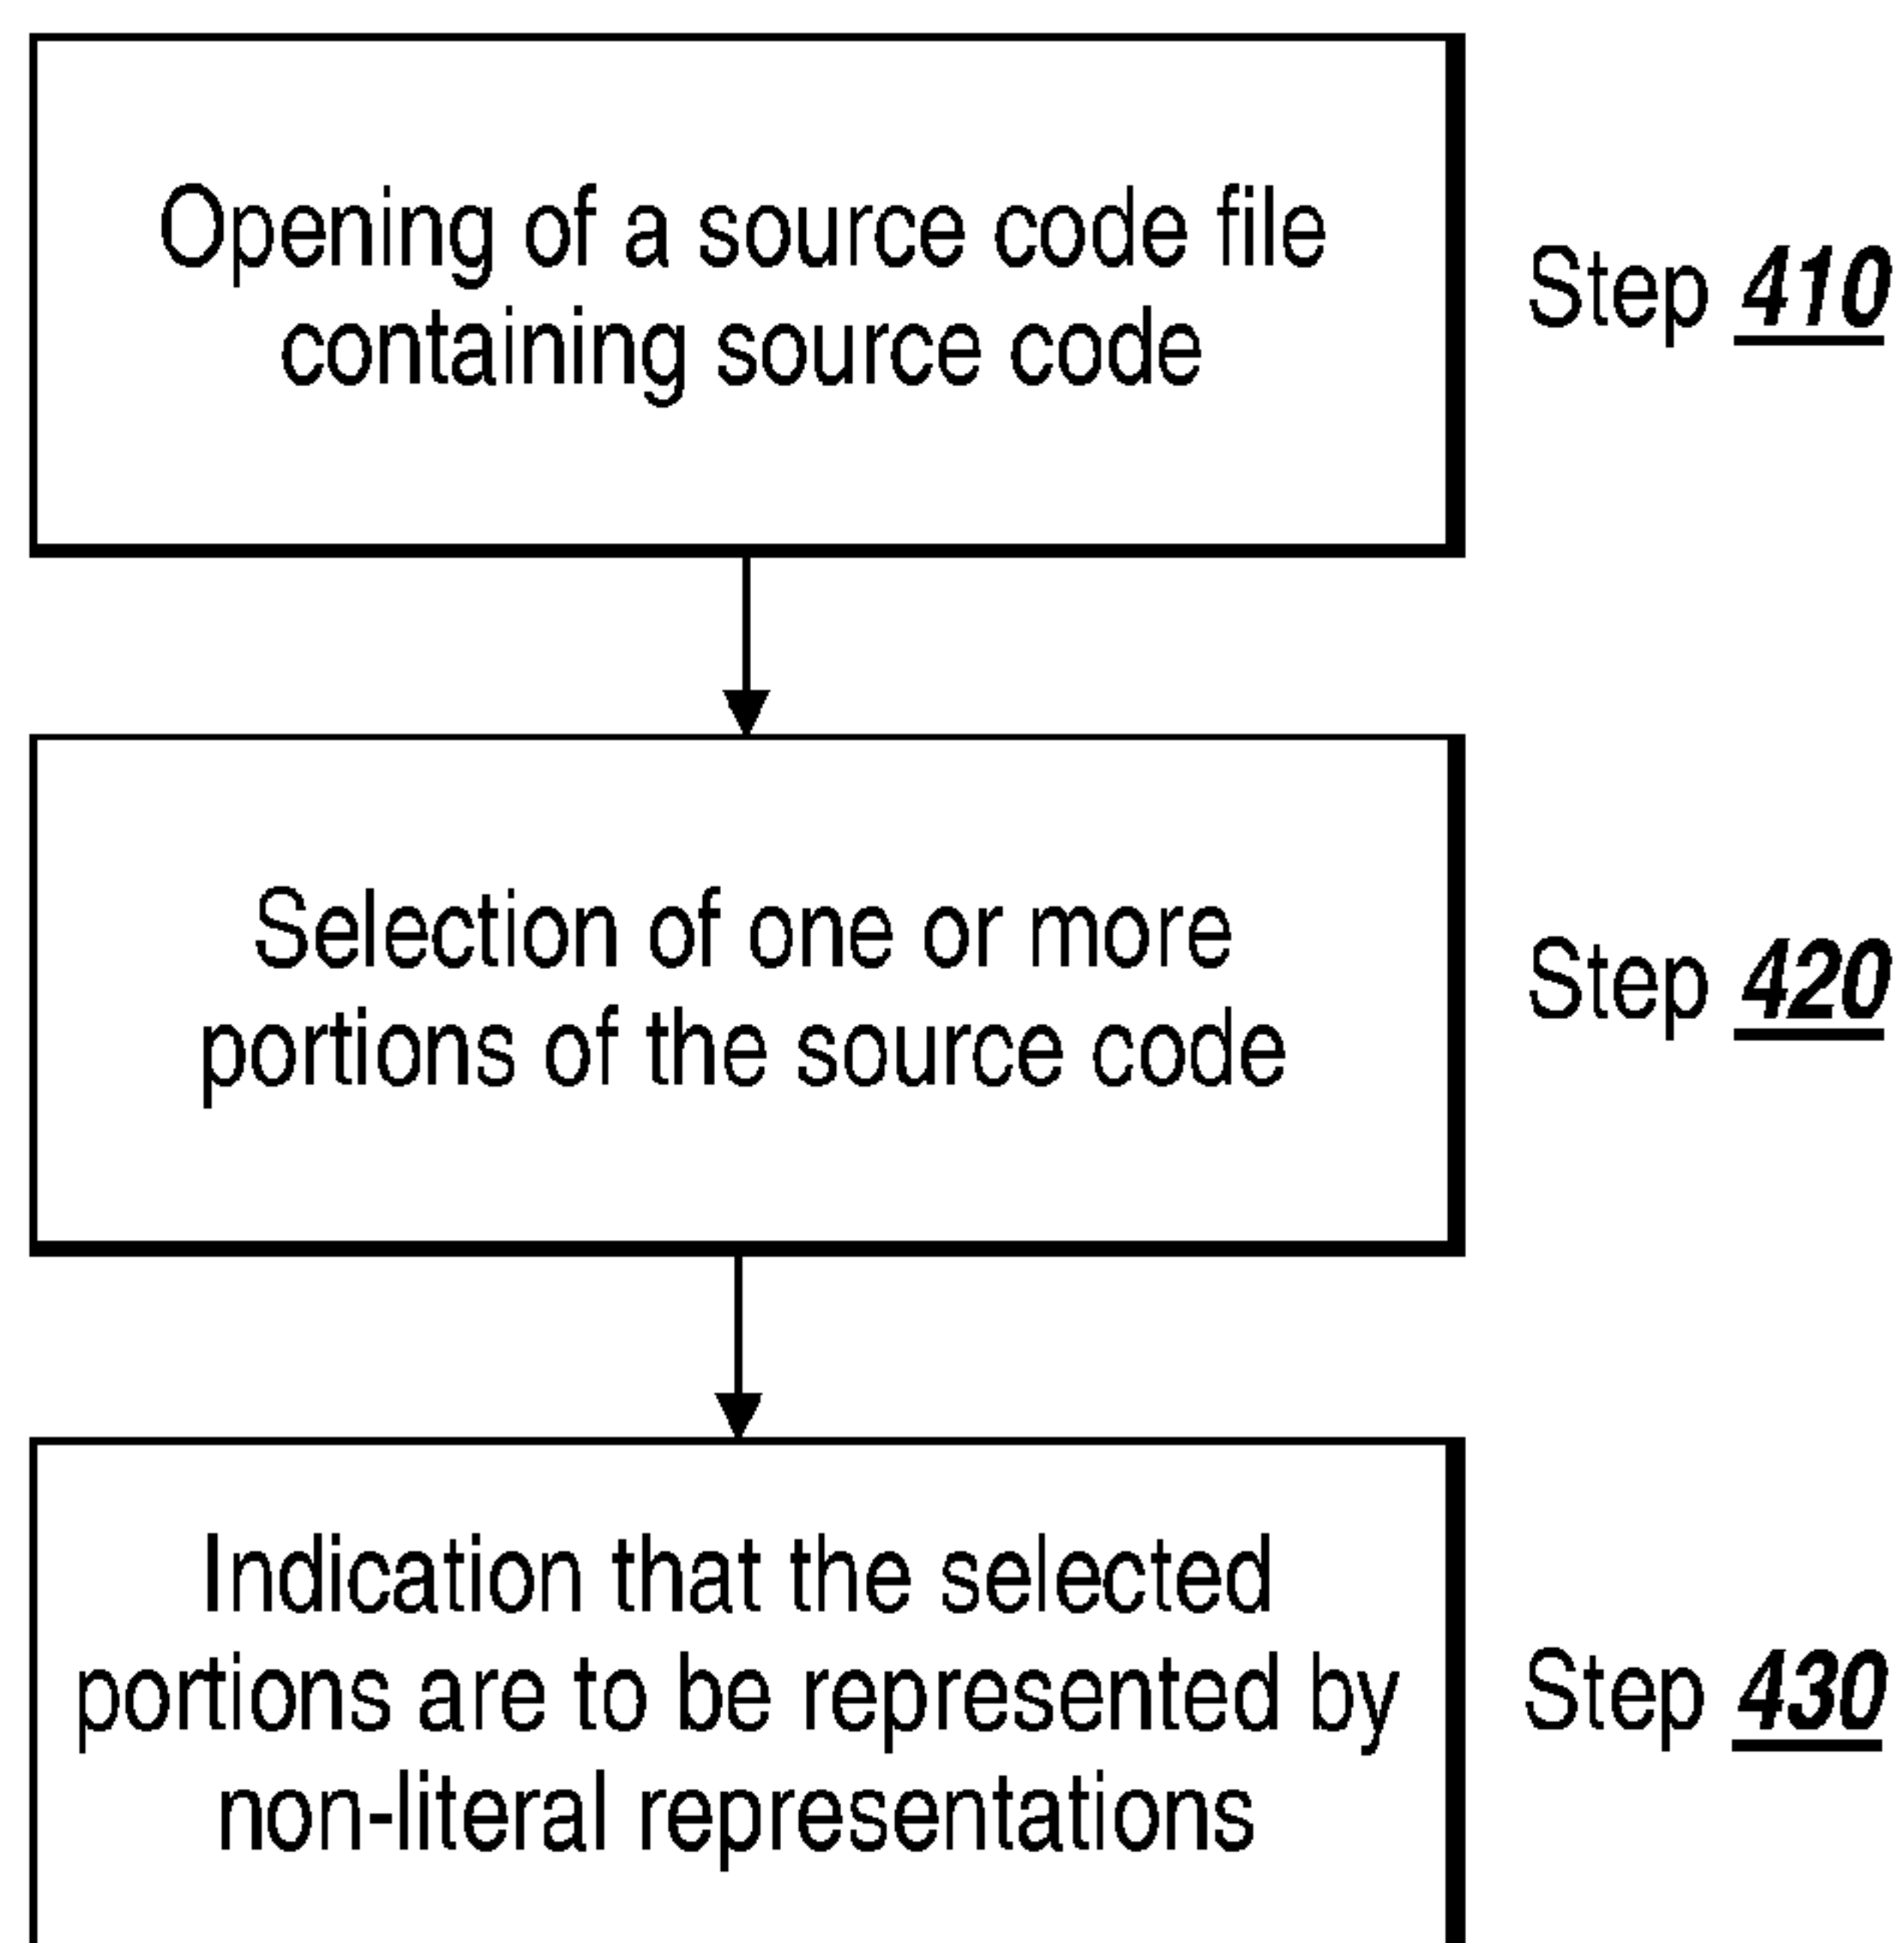 Opening of a source code file
containing source code
Step 410
Selection of one or more
portions of the source code
Step 420
Indication that the selected
portions are to be represented by
non-literal representations
Step 430